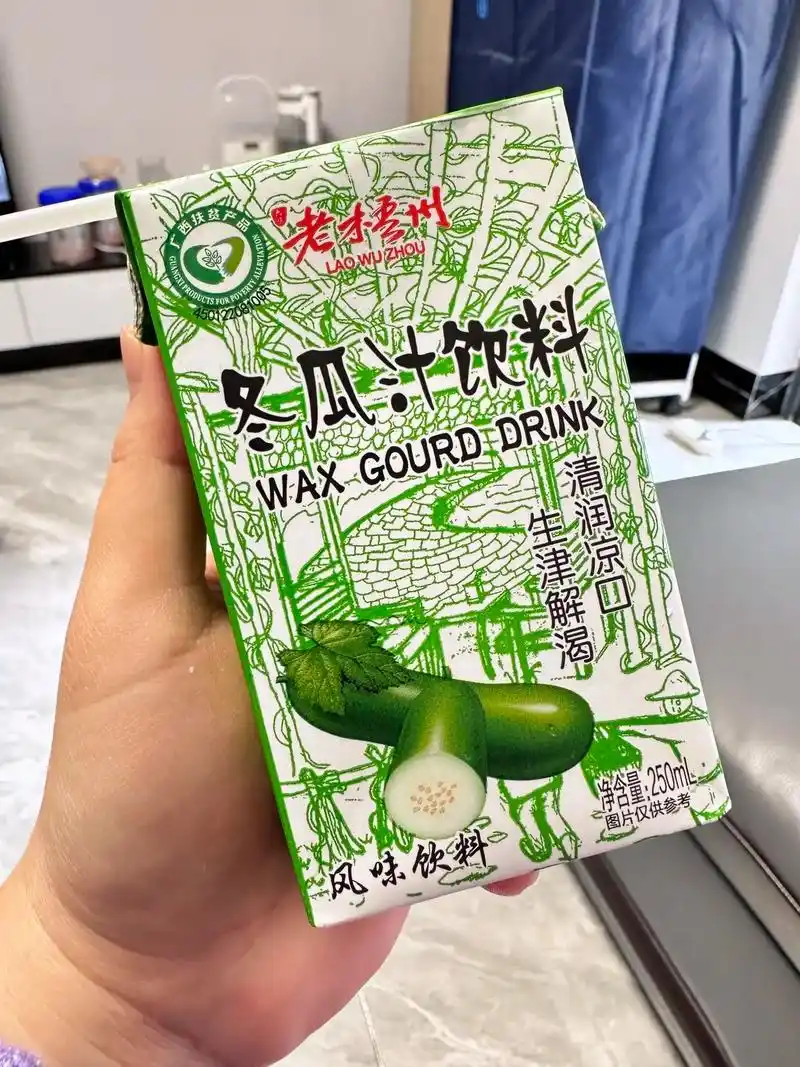 广西扶贫产品
GUANGXI PRODUCTS FOR POVERTY ALLEVIATION
450122081005
老梧州
LAO WU ZHOU
冬瓜汁饮料
WAX GOURD DRINK
清润凉口
生津解渴
净含量:250mL
图片仅供参考
风味饮料